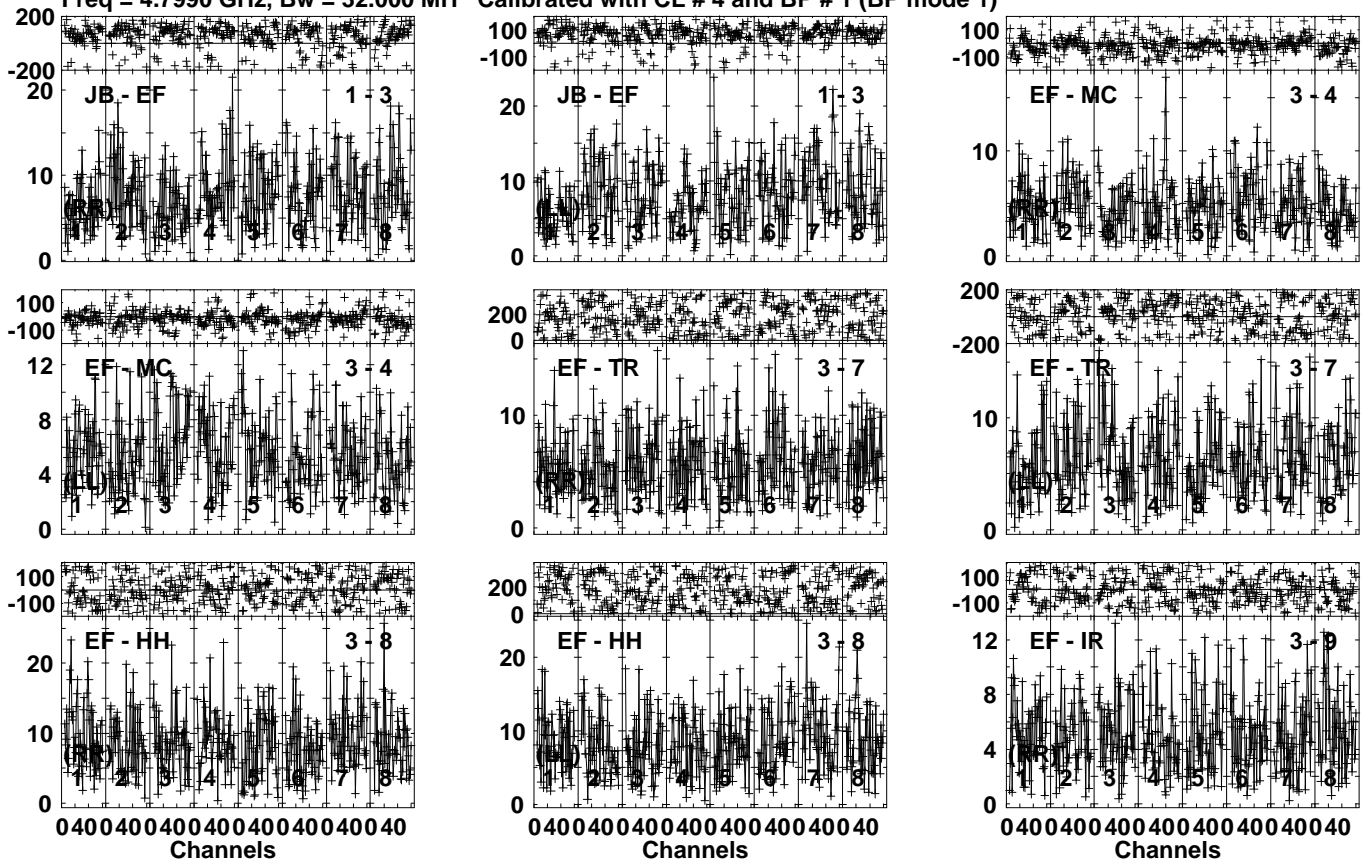 Freq = 4.7990 GHz, Bw = 32.000 MH Calibrated with CL # 4 and BP # 1 (BP mode 1)
200
-200
20
10
0
JB - EF 1 - 3
(RR)
1 2 3 4 5 6 7 8
100
-100
20
10
0
JB - EF 1 - 3
(LL)
1 2 3 4 5 6 7 8
100
-100
10
0
EF - MC 3 - 4
(RR)
1 2 3 4 5 6 7 8
100
-100
12
8
4
0
EF - MC 3 - 4
(LL)
1 2 3 4 5 6 7 8
200
0
10
0
EF - TR 3 - 7
(RR)
1 2 3 4 5 6 7 8
200
-200
10
0
EF - TR 3 - 7
(LL)
1 2 3 4 5 6 7 8
100
-100
20
10
0
EF - HH 3 - 8
(RR)
1 2 3 4 5 6 7 8
0 40 0 40 0 40 0 40 0 40 0 40 0 40 0 40
Channels
200
0
20
10
0
EF - HH 3 - 8
(LL)
1 2 3 4 5 6 7 8
0 40 0 40 0 40 0 40 0 40 0 40 0 40 0 40
Channels
100
-100
12
8
4
0
EF - IR 3 - 9
(RR)
1 2 3 4 5 6 7 8
0 40 0 40 0 40 0 40 0 40 0 40 0 40 0 40
Channels